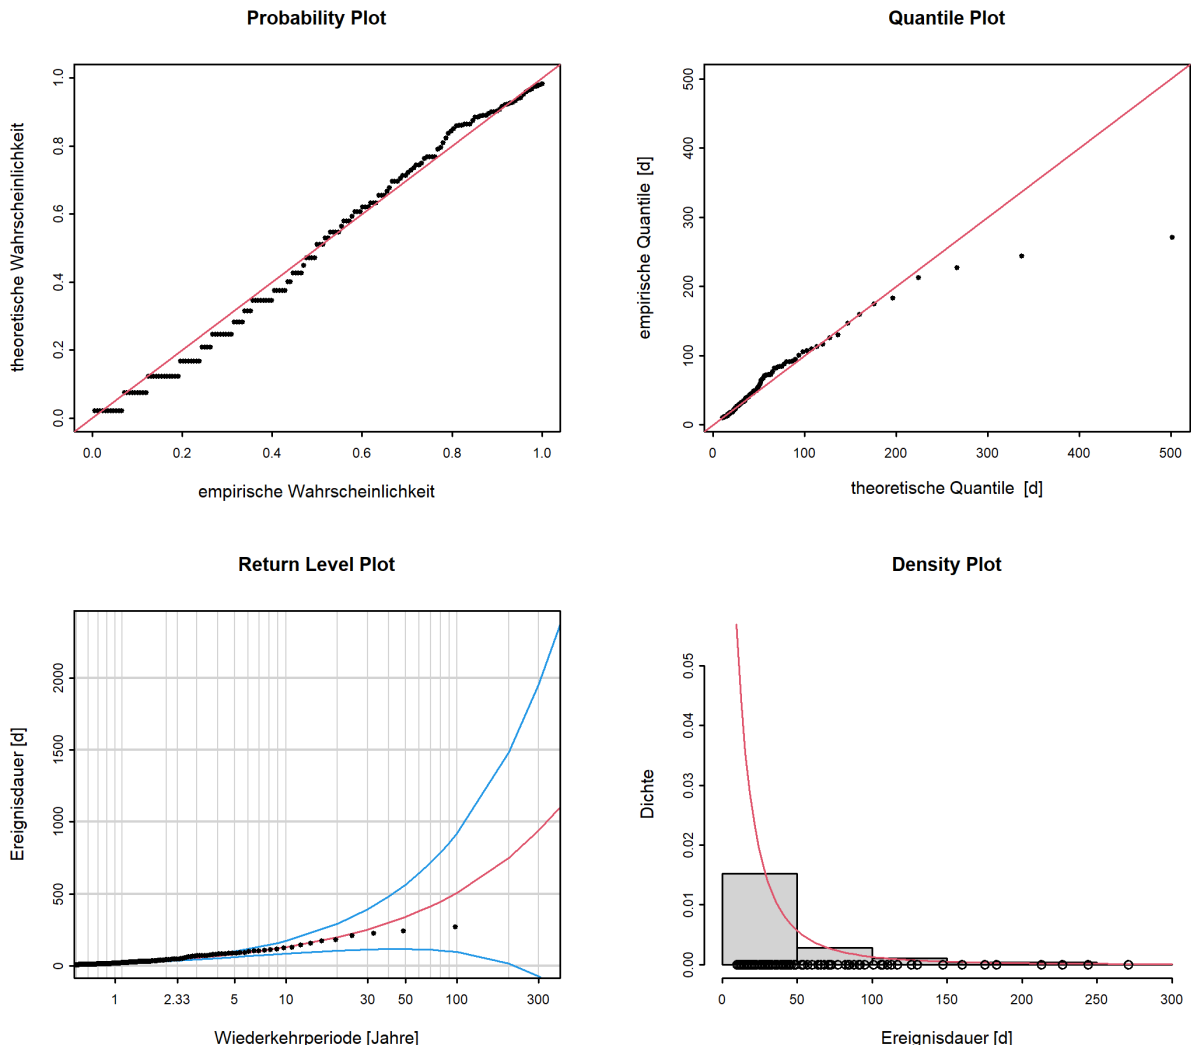 Probability Plot
theoretische Wahrscheinlichkeit
0.0 0.2 0.4 0.6 0.8 1.0
0.0 0.2 0.4 0.6 0.8 1.0
empirische Wahrscheinlichkeit
Quantile Plot
empirische Quantile [d]
0 100 200 300 400 500
0 100 200 300 400 500
theoretische Quantile [d]
Return Level Plot
Ereignisdauer [d]
0 500 1000 1500 2000
1 2.33 5 10 30 50 100 300
Wiederkehrperiode [Jahre]
Density Plot
Dichte
0.00 0.01 0.02 0.03 0.04 0.05
0 50 100 150 200 250 300
Ereignisdauer [d]